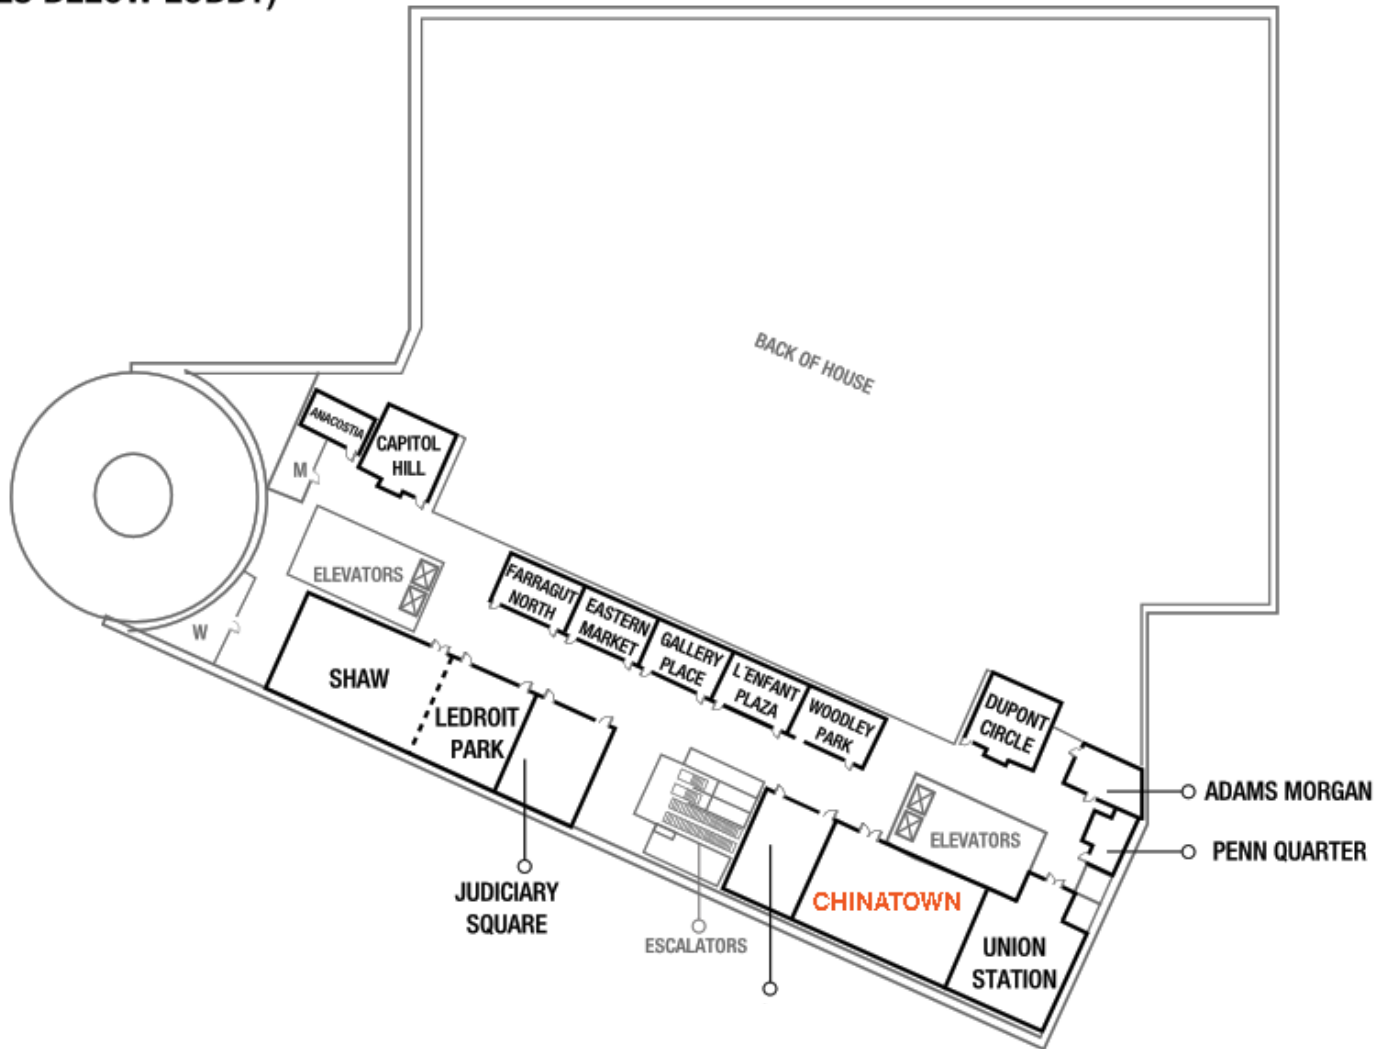 BACK OF HOUSE
ANACOSTIA
CAPITOL
HILL
M
ELEVATORS
FARRAGUT
NORTH
EASTERN
MARKET
GALLERY
PLACE
L'ENFANT
PLAZA
WOODLEY
PARK
W
SHAW
LEDROIT
PARK
DUPONT
CIRCLE
ADAMS MORGAN
ELEVATORS
PENN QUARTER
JUDICIARY
SQUARE
CHINATOWN
ESCALATORS
UNION
STATION